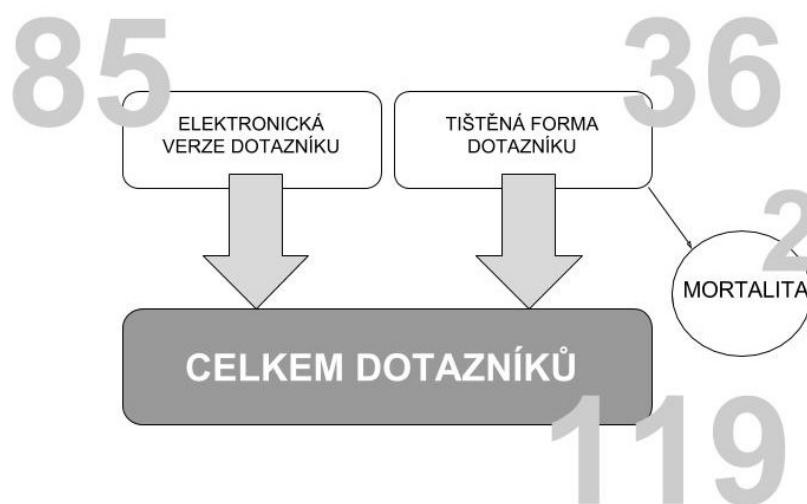 85
36
ELEKTRONICKÁ
VERZE DOTAZNÍKU
TIŠTĚNÁ FORMA
DOTAZNÍKU
2
MORTALITA
CELKEM DOTAZNÍKŮ
119